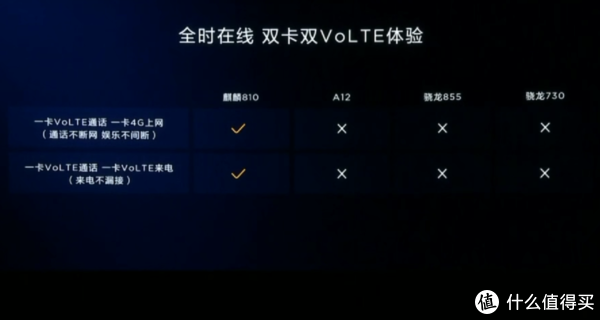 全时在线 双卡双VoLTE体验
麒麟810 A12 骁龙855 骁龙730
一卡VoLTE通话 一卡4G上网 ✓ X X X
（通话不断网 娱乐不间断）
一卡VoLTE通话 一卡VoLTE来电 ✓ X X X
（来电不漏接）
值 什么值得买